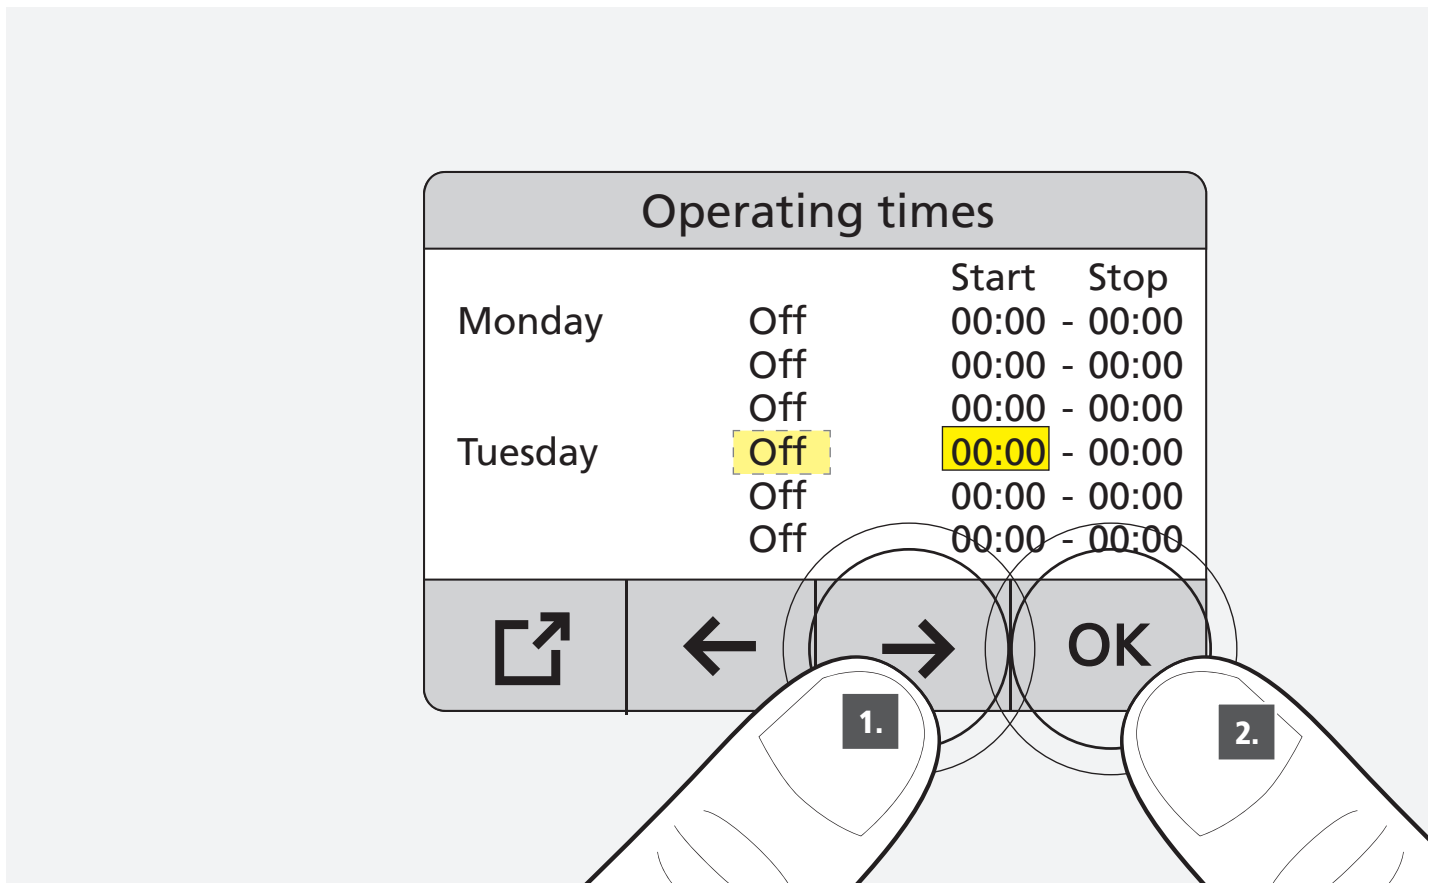 Operating times
Start Stop
Monday Off 00:00 - 00:00
Off 00:00 - 00:00
Off 00:00 - 00:00
Tuesday Off 00:00 - 00:00
Off 00:00 - 00:00
Off 00:00 - 00:00
OK
1.
2.